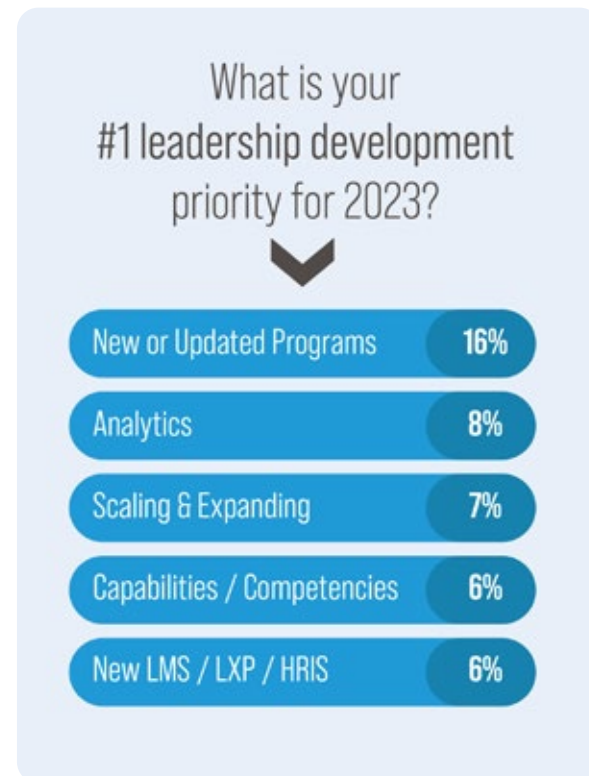 What is your
#1 leadership development
priority for 2023?
New or Updated Programs 16%
Analytics 8%
Scaling & Expanding 7%
Capabilities / Competencies 6%
New LMS / LXP / HRIS 6%